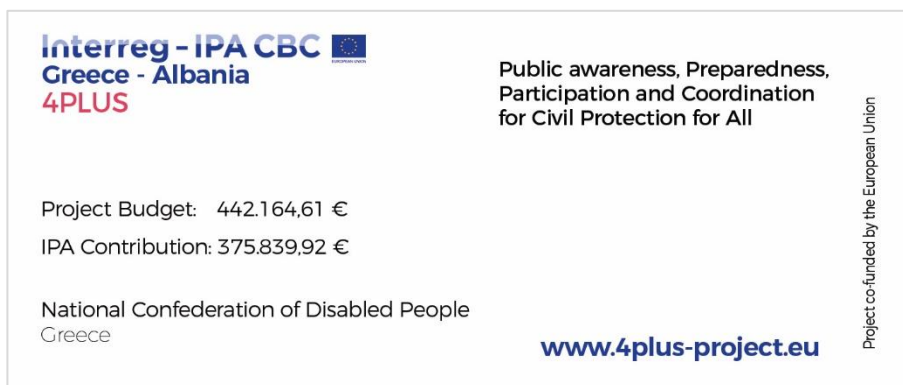 Interreg - IPA CBC
EUROPEAN UNION
Greece - Albania
4PLUS
Public awareness, Preparedness,
Participation and Coordination
for Civil Protection for All
Project Budget: 442.164,61 €
IPA Contribution: 375.839,92 €
National Confederation of Disabled People
Greece
www.4plus-project.eu
Project co-funded by the European Union